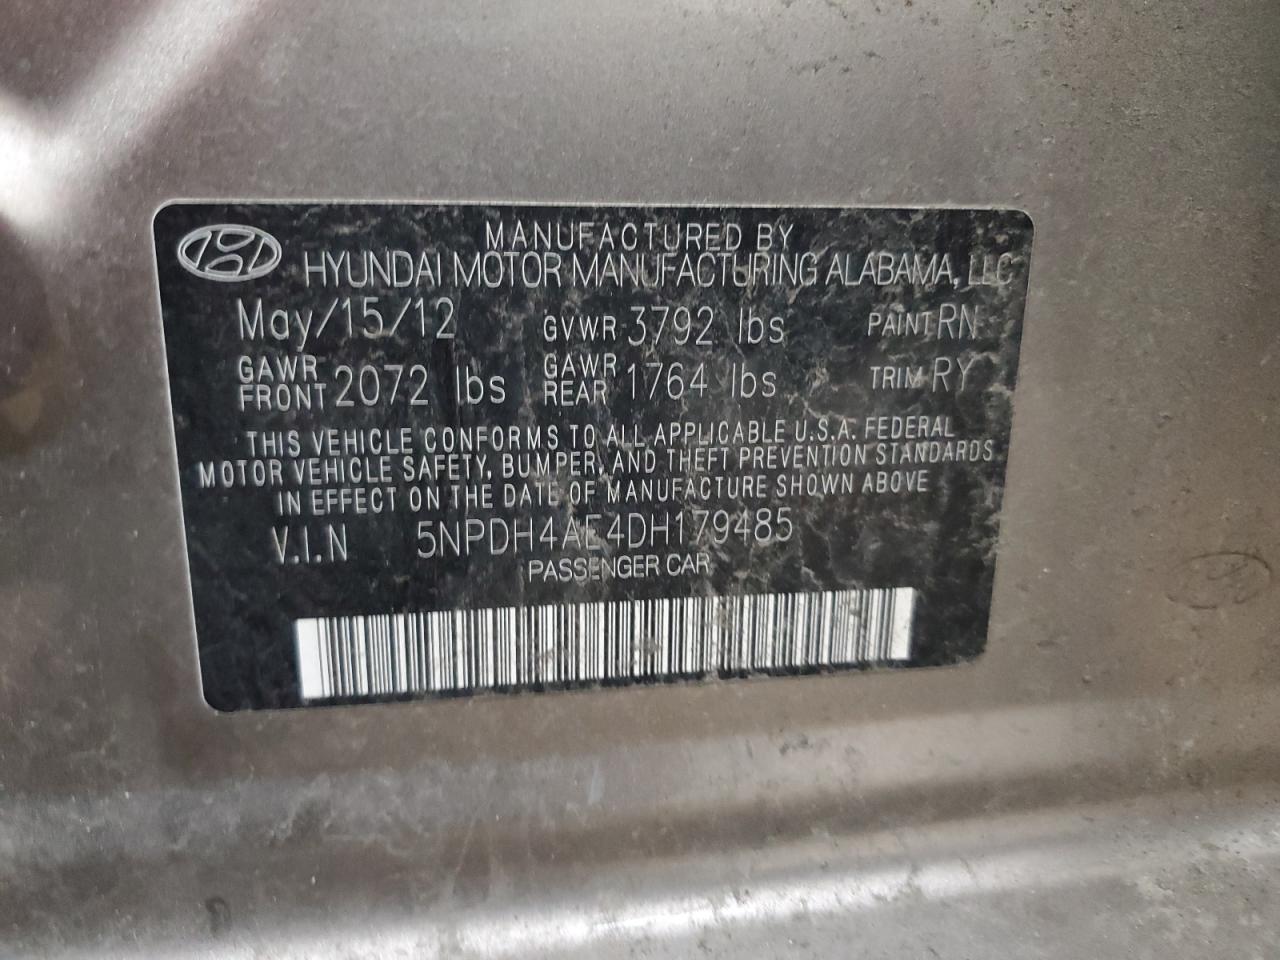 MANUFACTURED BY
HYUNDAI MOTOR MANUFACTURING ALABAMA, LLC
May/15/12 GVWR 3792 lbs PAINT RN
GAWR FRONT 2072 lbs GAWR REAR 1764 lbs TRIM RY
THIS VEHICLE CONFORMS TO ALL APPLICABLE U.S.A. FEDERAL
MOTOR VEHICLE SAFETY, BUMPER, AND THEFT PREVENTION STANDARDS
IN EFFECT ON THE DATE OF MANUFACTURE SHOWN ABOVE
V.I.N 5NPDH4AE4DH179485
PASSENGER CAR